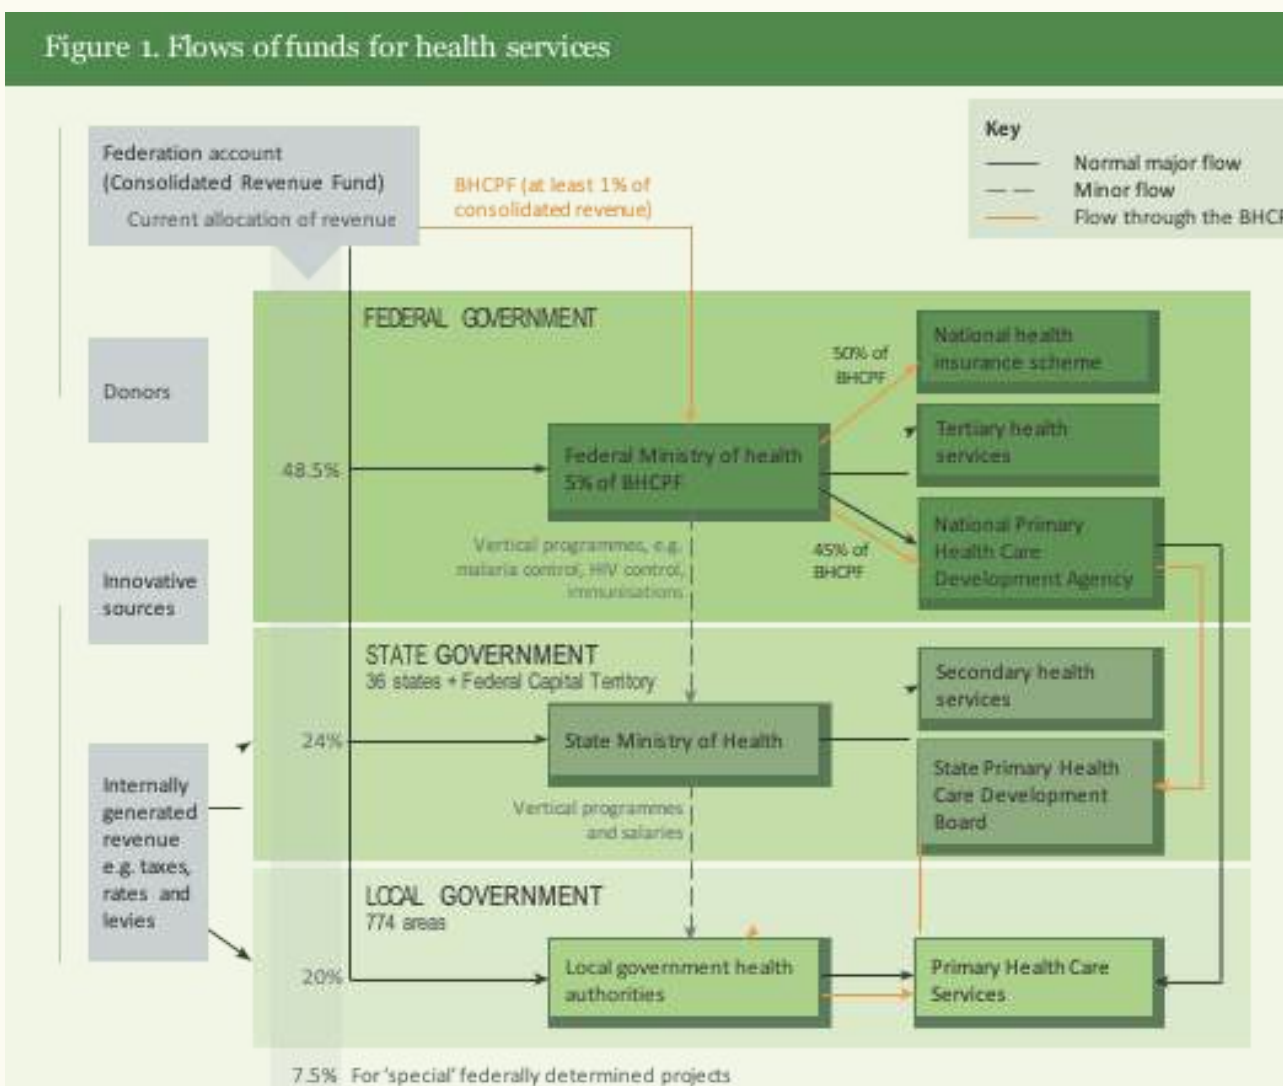 Figure 1. Flows of funds for health services
Key
Normal major flow
Minor flow
Flow through the BHCP
Federation account
(Consolidated Revenue Fund)
Current allocation of revenue
BHCPF (at least 1% of
consolidated revenue)
FEDERAL GOVERNMENT
Donors
48.5%
Federal Ministry of health
5% of BHCPF
50% of
BHCPF
National health
insurance scheme
Tertiary health
services
45% of
BHCPF
National Primary
Health Care
Development Agency
Vertical programmes, e.g.
malaria control, HIV control,
immunisations
Innovative
sources
STATE GOVERNMENT
36 states + Federal Capital Territory
24%
State Ministry of Health
Secondary health
services
State Primary Health
Care Development
Board
Vertical programmes
and salaries
Internally
generated
revenue
e.g. taxes,
rates and
levies
LOCAL GOVERNMENT
774 areas
20%
Local government health
authorities
Primary Health Care
Services
7.5% For 'special' federally determined projects